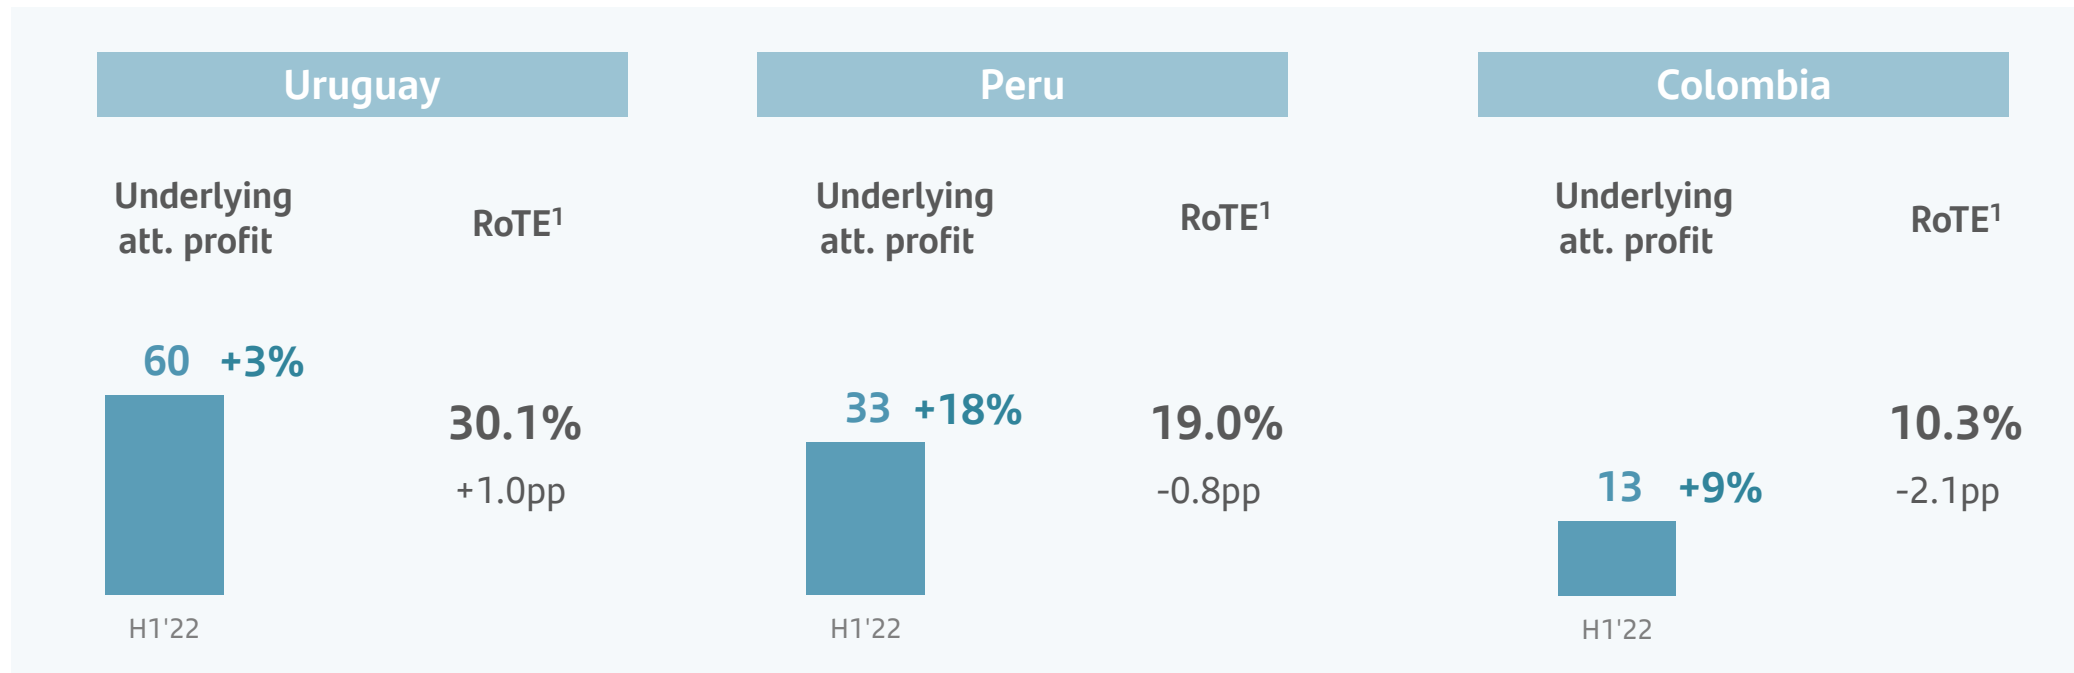 Uruguay
Underlying
att. profit
RoTE¹
60 +3%
30.1%
+1.0pp
H1'22
Peru
Underlying
att. profit
RoTE¹
33 +18%
19.0%
-0.8pp
H1'22
Colombia
Underlying
att. profit
RoTE¹
13 +9%
10.3%
-2.1pp
H1'22